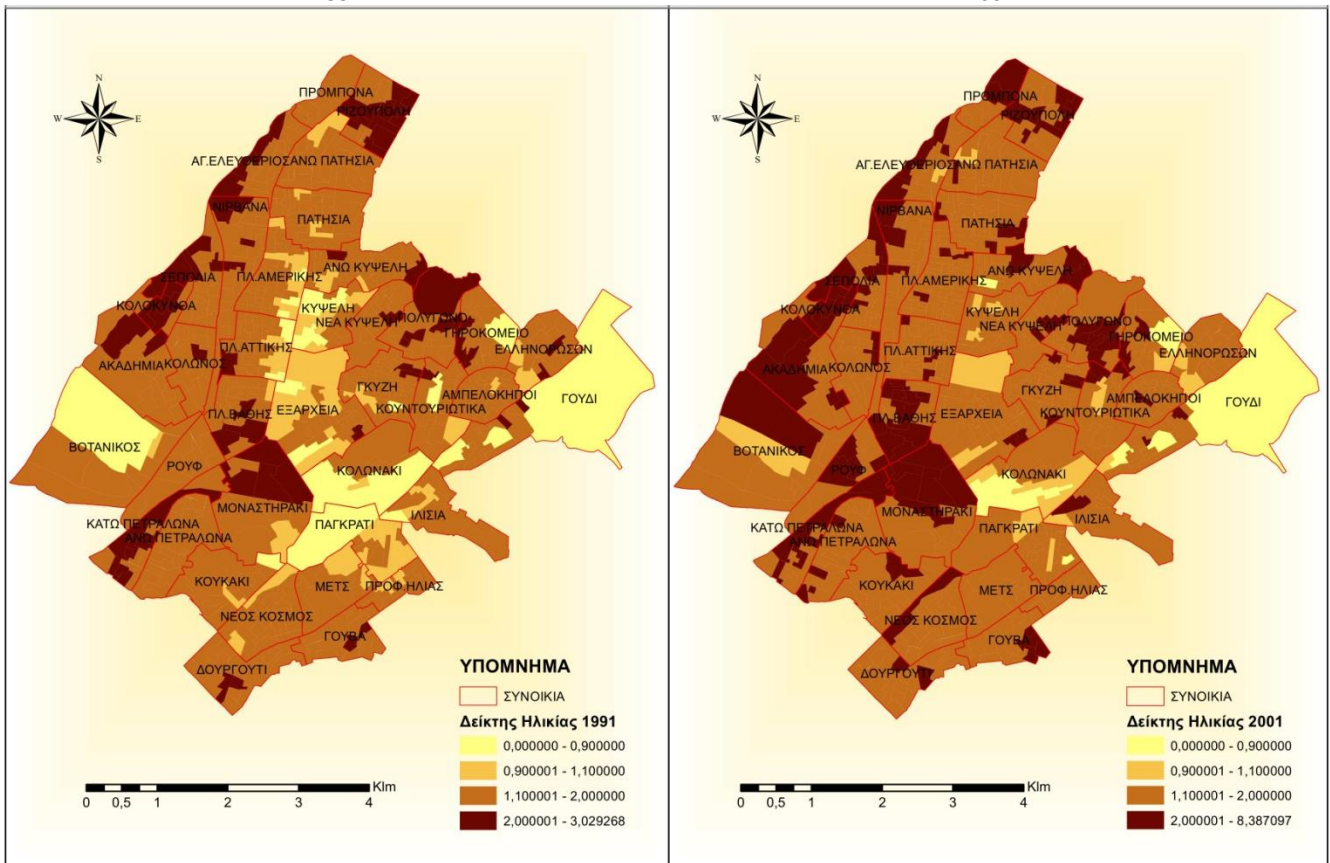 N
W
E
S
ΠΡΟΜΠΟΝΑ
ΡΙΖΟΥΠΟΛΗ
ΑΓ.ΕΛΕΥΘΕΡΙΟΣ
ΑΝΩ ΠΑΤΗΣΙΑ
ΝΙΡΒΑΝΑ
ΠΑΤΗΣΙΑ
ΣΕΠΟΛΙΑ
ΠΛ.ΑΜΕΡΙΚΗΣ
ΑΝΩ ΚΥΨΕΛΗ
ΚΟΛΟΚΥΝΘΑ
ΚΥΨΕΛΗ
ΝΕΑ ΚΥΨΕΛΗ
ΠΟΛΥΓΩΝΟ
ΓΗΡΟΚΟΜΕΙΟ
ΕΛΛΗΝΟΡΩΣΩΝ
ΑΚΑΔΗΜΙΑ
ΚΟΛΩΝΟΣ
ΠΛ.ΑΤΤΙΚΗΣ
ΓΚΥΖΗ
ΑΜΠΕΛΟΚΗΠΟΙ
ΓΟΥΔΙ
ΠΛ.ΒΑΘΗΣ
ΕΞΑΡΧΕΙΑ
ΚΟΥΝΤΟΥΡΙΩΤΙΚΑ
ΒΟΤΑΝΙΚΟΣ
ΡΟΥΦ
ΚΟΛΩΝΑΚΙ
ΜΟΝΑΣΤΗΡΑΚΙ
ΙΛΙΣΙΑ
ΚΑΤΩ ΠΕΤΡΑΛΩΝΑ
ΠΑΓΚΡΑΤΙ
ΑΝΩ ΠΕΤΡΑΛΩΝΑ
ΚΟΥΚΑΚΙ
ΜΕΤΣ
ΠΡΟΦ.ΗΛΙΑΣ
ΝΕΟΣ ΚΟΣΜΟΣ
ΓΟΥΒΑ
ΔΟΥΡΓΟΥΤΙ
ΥΠΟΜΝΗΜΑ
ΣΥΝΟΙΚΙΑ
Δείκτης Ηλικίας 1991
0,000000 - 0,900000
0,900001 - 1,100000
1,100001 - 2,000000
2,000001 - 3,029268
Klm
0 0,5 1 2 3 4
N
W
E
S
ΠΡΟΜΠΟΝΑ
ΡΙΖΟΥΠΟΛΗ
ΑΓ.ΕΛΕΥΘΕΡΙΟΣ
ΑΝΩ ΠΑΤΗΣΙΑ
ΝΙΡΒΑΝΑ
ΠΑΤΗΣΙΑ
ΣΕΠΟΛΙΑ
ΠΛ.ΑΜΕΡΙΚΗΣ
ΑΝΩ ΚΥΨΕΛΗ
ΚΟΛΟΚΥΝΘΑ
ΚΥΨΕΛΗ
ΝΕΑ ΚΥΨΕΛΗ
ΠΟΛΥΓΩΝΟ
ΓΗΡΟΚΟΜΕΙΟ
ΕΛΛΗΝΟΡΩΣΩΝ
ΑΚΑΔΗΜΙΑ
ΚΟΛΩΝΟΣ
ΠΛ.ΑΤΤΙΚΗΣ
ΓΚΥΖΗ
ΑΜΠΕΛΟΚΗΠΟΙ
ΓΟΥΔΙ
ΠΛ.ΒΑΘΗΣ
ΕΞΑΡΧΕΙΑ
ΚΟΥΝΤΟΥΡΙΩΤΙΚΑ
ΒΟΤΑΝΙΚΟΣ
ΡΟΥΦ
ΚΟΛΩΝΑΚΙ
ΜΟΝΑΣΤΗΡΑΚΙ
ΙΛΙΣΙΑ
ΚΑΤΩ ΠΕΤΡΑΛΩΝΑ
ΠΑΓΚΡΑΤΙ
ΑΝΩ ΠΕΤΡΑΛΩΝΑ
ΚΟΥΚΑΚΙ
ΜΕΤΣ
ΠΡΟΦ.ΗΛΙΑΣ
ΝΕΟΣ ΚΟΣΜΟΣ
ΓΟΥΒΑ
ΔΟΥΡΓΟΥΤΙ
ΥΠΟΜΝΗΜΑ
ΣΥΝΟΙΚΙΑ
Δείκτης Ηλικίας 2001
0,000000 - 0,900000
0,900001 - 1,100000
1,100001 - 2,000000
2,000001 - 8,387097
Klm
0 0,5 1 2 3 4